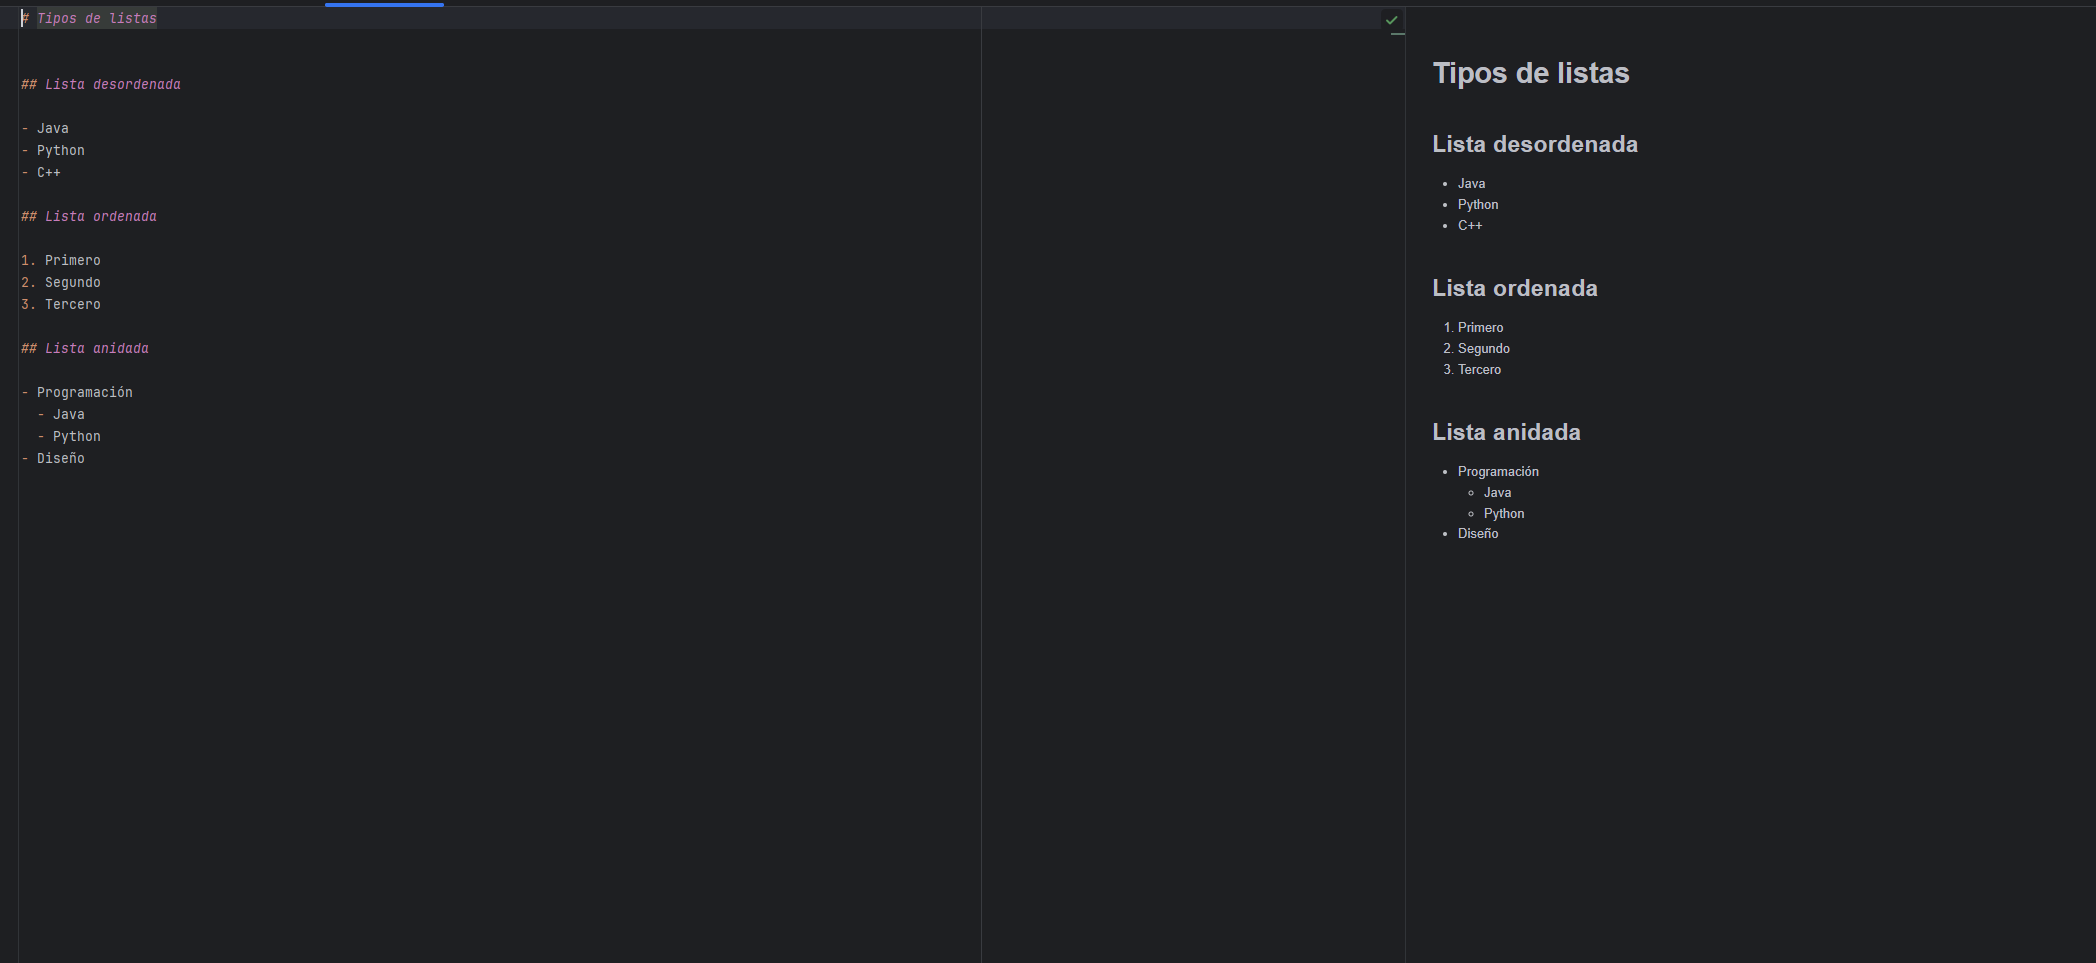 # Tipos de listas
## Lista desordenada
- Java
- Python
- C++
## Lista ordenada
1. Primero
2. Segundo
3. Tercero
## Lista anidada
- Programación
  - Java
  - Python
- Diseño
Tipos de listas
Lista desordenada
• Java
• Python
• C++
Lista ordenada
1. Primero
2. Segundo
3. Tercero
Lista anidada
• Programación
◦ Java
◦ Python
• Diseño